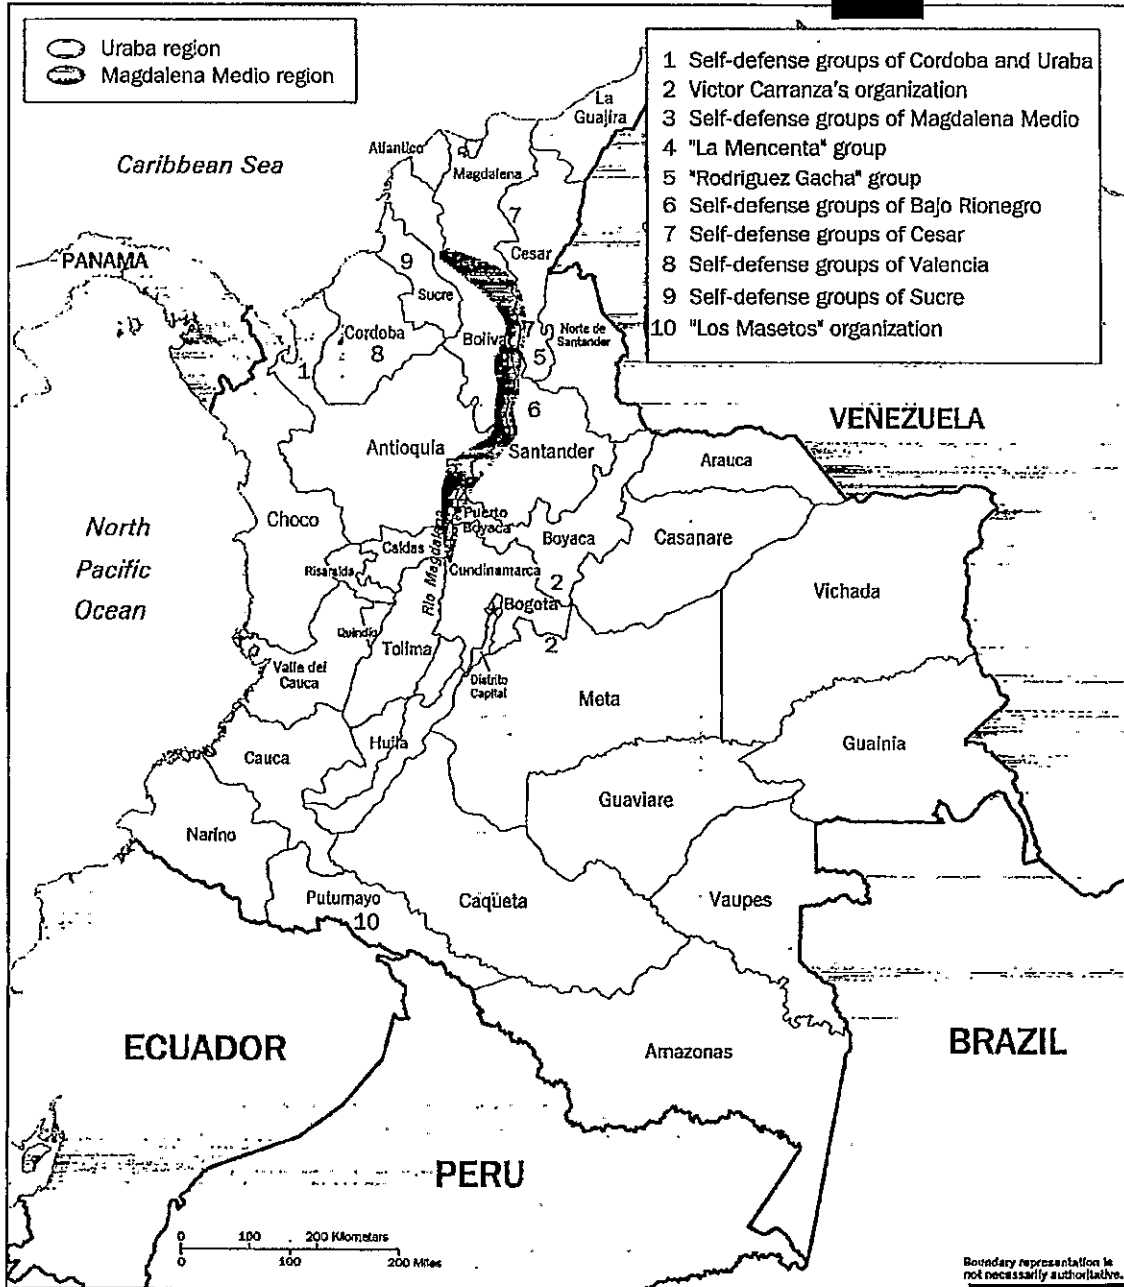 Uraba region
Magdalena Medio region
1 Self-defense groups of Cordoba and Uraba
2 Victor Carranza's organization
3 Self-defense groups of Magdalena Medio
4 "La Mencenta" group
5 "Rodriguez Gacha" group
6 Self-defense groups of Bajo Rionegro
7 Self-defense groups of Cesar
8 Self-defense groups of Valencia
9 Self-defense groups of Sucre
10 "Los Masetos" organization
La
Guajira
Atlantico
Caribbean Sea
Magdalena
7
Cesar
PANAMA
9
Sucre
Cordoba
8
Bolivar
7
Norte de
Santander
5
1
6
VENEZUELA
Antioquia
Santander
Arauca
North
Pacific
Ocean
Choco
Puerto
Boyaca
Boyaca
Casanare
Caldas
Rio Magdalena
Risaralda
Cundinamarca
2
Vichada
Bogota
Quindio
Tolima
2
Valle del
Cauca
Distrito
Capital
Meta
Huila
Cauca
Guainia
Guaviare
Narino
Putumayo
10
Caqueta
Vaupes
ECUADOR
Amazonas
BRAZIL
PERU
0 100 200 Kilometers
0 100 200 Miles
Boundary representation is
not necessarily authoritative.